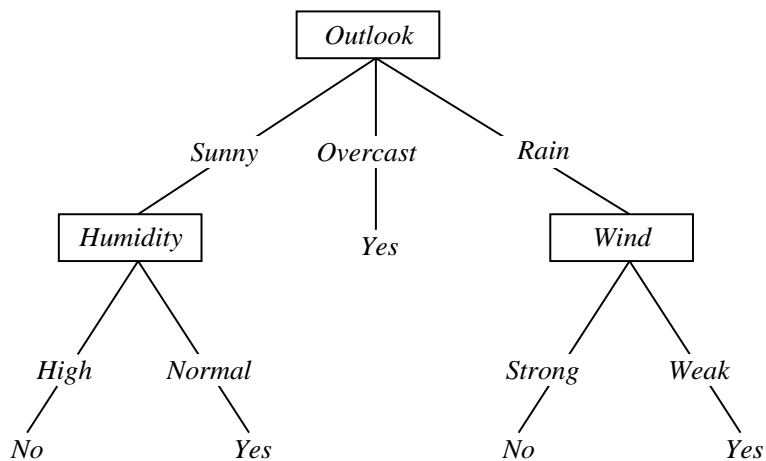 Outlook
Sunny Overcast Rain
Humidity Yes Wind
High Normal Strong Weak
No Yes No Yes